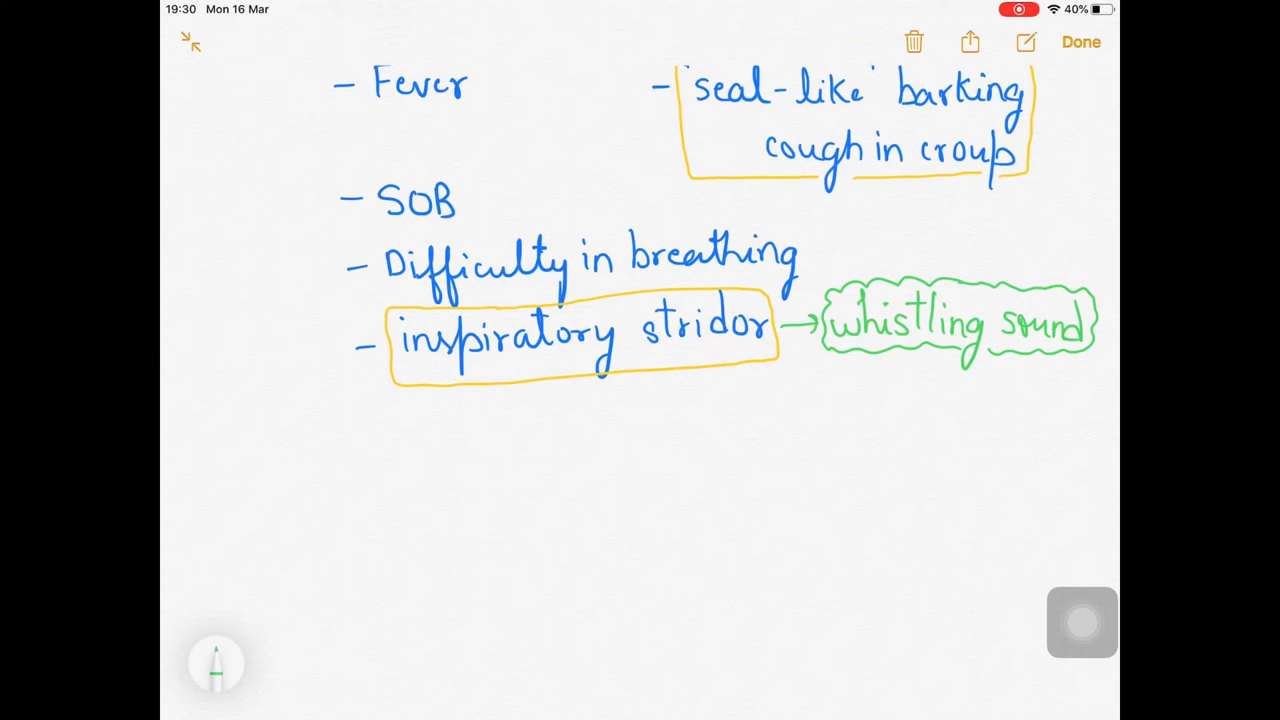 19:30 Mon 16 Mar
40%
Done
- Fever
- 'seal-like' barking
cough in croup
- SOB
- Difficulty in breathing
- inspiratory stridor → whistling sound